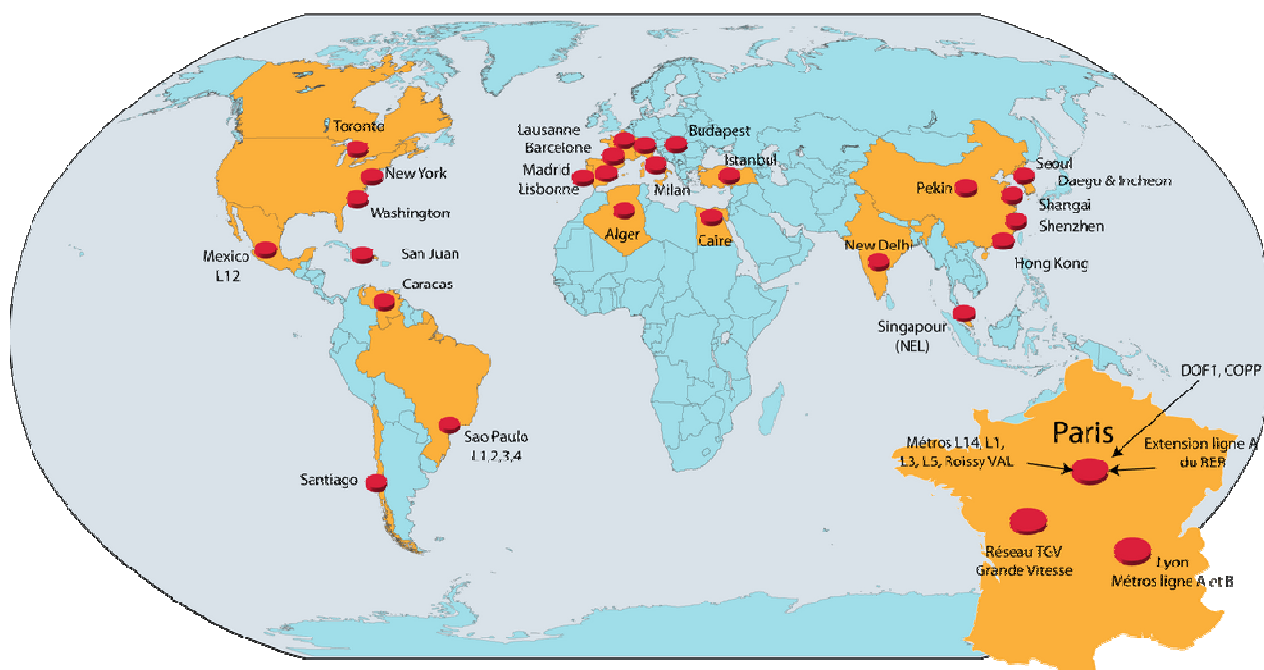 Toronto
New York
Washington
Mexico
L12
San Juan
Caracas
Sao Paulo
L1,2,3,4
Santiago
Lausanne
Barcelone
Madrid
Lisbonne
Budapest
Istanbul
Milan
Alger
Caire
Pekin
Seoul
Daegu & Incheon
Shangai
Shenzhen
New Delhi
Hong Kong
Singapour
(NEL)
DOF1, COPP
Paris
Métros L14, L1,
L3, L5, Roissy VAL
Extension ligne A
du RER
Réseau TGV
Grande Vitesse
Lyon
Métros ligne A et B